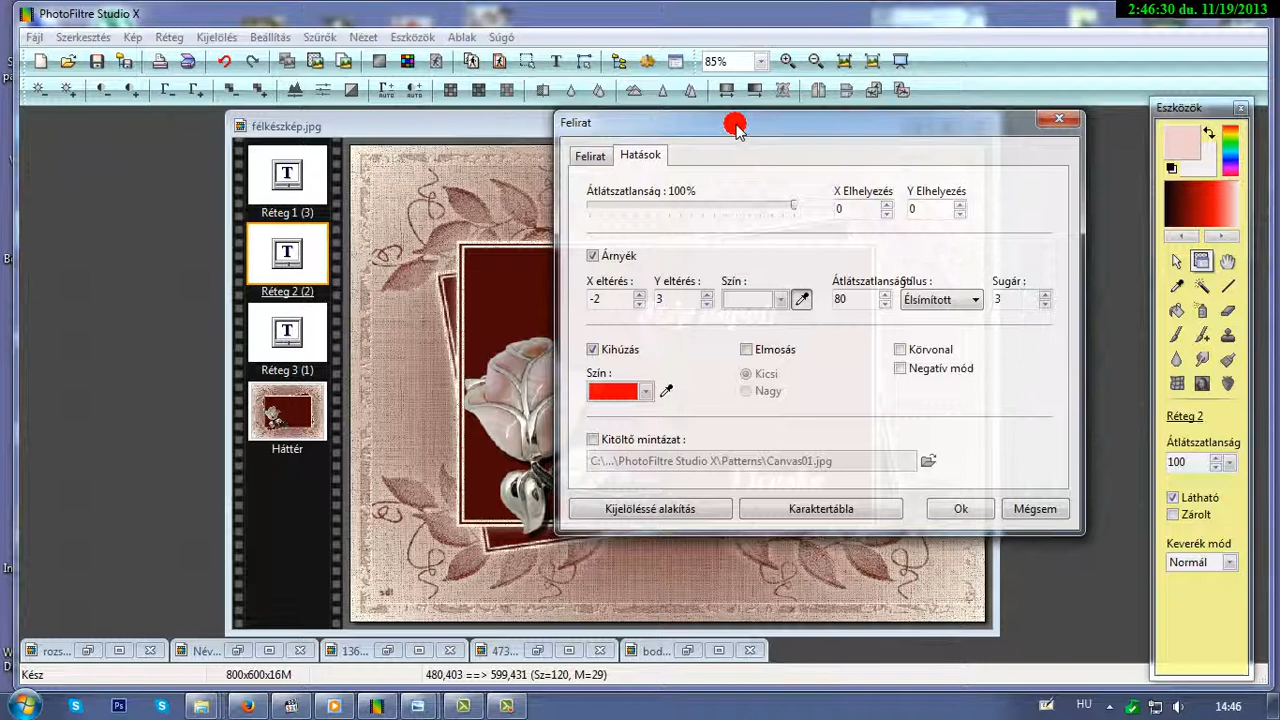 2:46:30 du. 11/19/2013
PhotoFiltre Studio X
Fájl Szerkesztés Kép Réteg Kijelölés Beállítás Szűrők Nézet Eszközök Ablak Súgó
85%
AUTO AUTO
félkészkép.jpg
Felirat
Eszközök
Felirat Hatások
Átlátszatlanság : 100%
X Elhelyezés
Y Elhelyezés
0
0
Árnyék
X eltérés :
Y eltérés :
Szín :
Átlátszatlanság
Stílus :
Sugár :
-2
3
80
Élsimított
3
Kihúzás
Elmosás
Körvonal
Szín :
Kicsi
Negatív mód
Nagy
Kitöltő mintázat :
C:\...\PhotoFiltre Studio X\Patterns\Canvas01.jpg
Kijelöléssé alakítás
Karaktertábla
Ok
Mégsem
T
Réteg 1 (3)
T
Réteg 2 (2)
T
Réteg 3 (1)
Háttér
Réteg 2
Átlátszatlanság
100
Látható
Zárolt
Keverék mód
Normál
rozs...
Név...
136...
473...
bod...
Kész
800x600x16M
480,403 ==> 599,431 (Sz=120, M=29)
HU
14:46